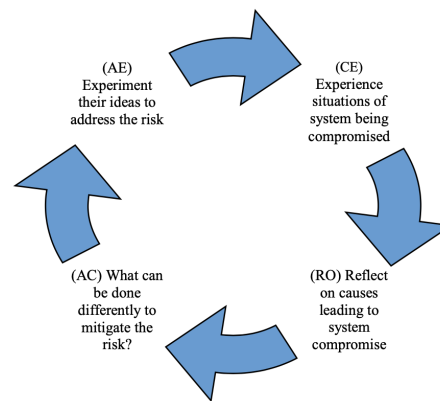 (AE)
Experiment
their ideas to
address the risk
(CE)
Experience
situations of
system being
compromised
(RO) Reflect
on causes
leading to
system
compromise
(AC) What can
be done
differently to
mitigate the
risk?